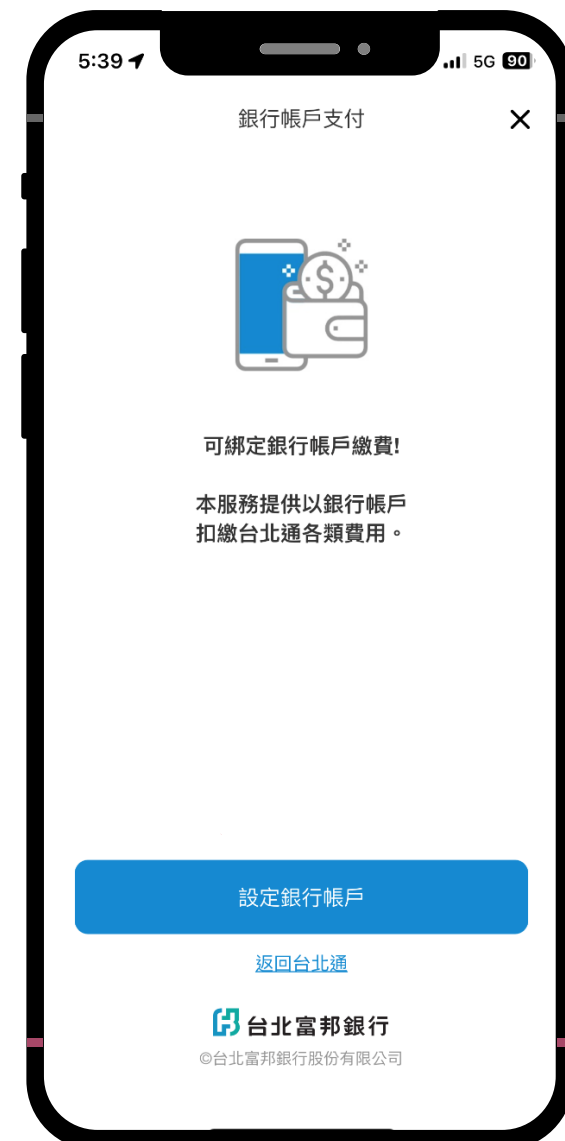 5:39
5G 90
銀行帳戶支付
$
可綁定銀行帳戶繳費!
本服務提供以銀行帳戶
扣繳台北通各類費用。
設定銀行帳戶
返回台北通
台北富邦銀行
©台北富邦銀行股份有限公司